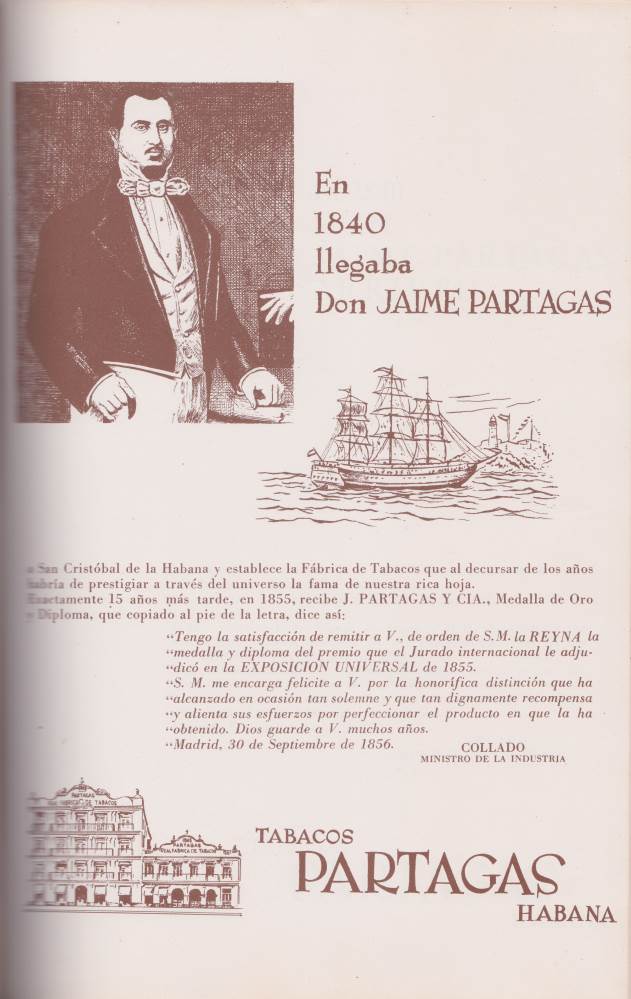 En
1840
llegaba
Don JAIME PARTAGAS
a San Cristóbal de la Habana y establece la Fábrica de Tabacos que al decursar de los años
habría de prestigiar a través del universo la fama de nuestra rica hoja.
Exactamente 15 años más tarde, en 1855, recibe J. PARTAGAS Y CIA., Medalla de Oro
y Diploma, que copiado al pie de la letra, dice así:
“Tengo la satisfacción de remitir a V., de orden de S.M. la REYNA la
“medalla y diploma del premio que el Jurado internacional le adju-
“dicó en la EXPOSICION UNIVERSAL de 1855.
“S. M. me encarga felicite a V. por la honorífica distinción que ha
“alcanzado en ocasión tan solemne y que tan dignamente recompensa
“y alienta sus esfuerzos por perfeccionar el producto en que la ha
“obtenido. Dios guarde a V. muchos años.
“Madrid, 30 de Septiembre de 1856.
COLLADO
MINISTRO DE LA INDUSTRIA
PARTAGAS
REAL FABRICA DE TABACOS
PARTAGAS
REAL FABRICA DE TABACOS
TABACOS
PARTAGAS
HABANA